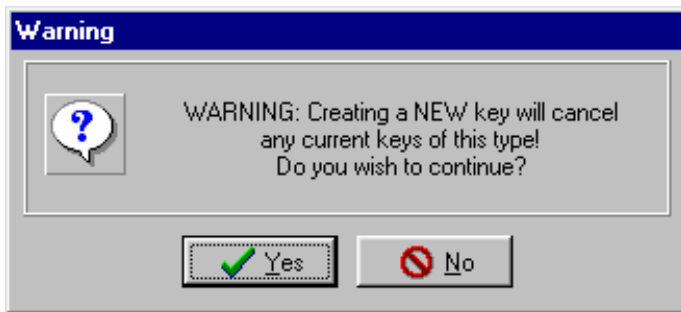 Warning
WARNING: Creating a NEW key will cancel
any current keys of this type!
Do you wish to continue?
Yes
No